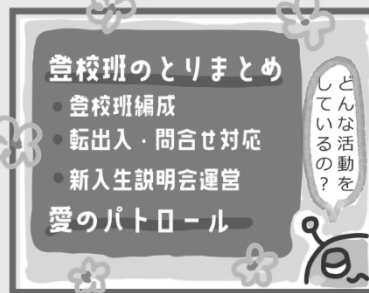 登校班のとりまとめ
・登校班編成
・転出入・問合せ対応
・新入生説明会運営
愛のパトロール
どんな活動を
しているの？